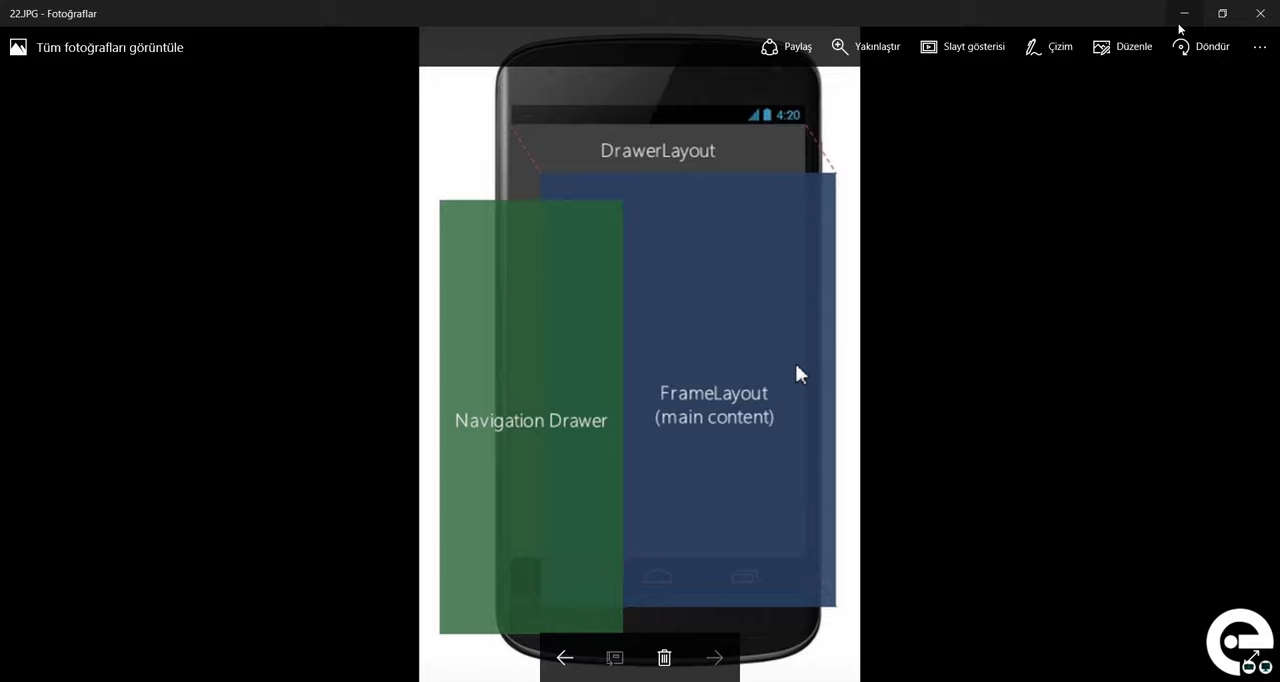 22.JPG - Fotoğraflar
Tüm fotoğrafları görüntüle
Paylaş
Yakınlaştır
Slayt gösterisi
Çizim
Düzenle
Döndür
4:20
DrawerLayout
FrameLayout
(main content)
Navigation Drawer